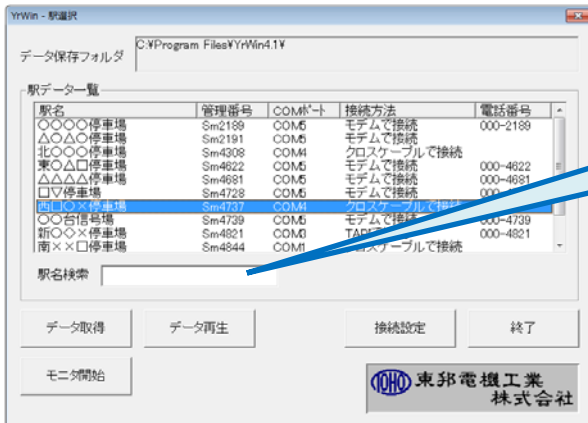 YrWin - 駅選択
データ保存フォルダ C:¥Program Files¥YrWin4.1¥
駅データ一覧
駅名 管理番号 COMﾎﾟｰﾄ 接続方法 電話番号
○○○○停車場 Sm2189 COM5 モデムで接続 000-2189
△○△○停車場 Sm2191 COM5 モデムで接続
北○○○停車場 Sm4308 COM4 クロスケーブルで接続
東○△□停車場 Sm4622 COM5 モデムで接続 000-4622
△△△△停車場 Sm4681 COM5 モデムで接続 000-4681
□▽停車場 Sm4728 COM5 モデムで接続
西□○×停車場 Sm4737 COM4 クロスケーブルで接続
○○台信号場 Sm4739 COM5 モデムで接続 000-4739
新○◇×停車場 Sm4821 COM3 000-4821
南××□停車場 Sm4844 COM1
駅名検索
データ取得 データ再生 接続設定 終了
モニタ開始
TOHO 東邦電機工業
株式会社